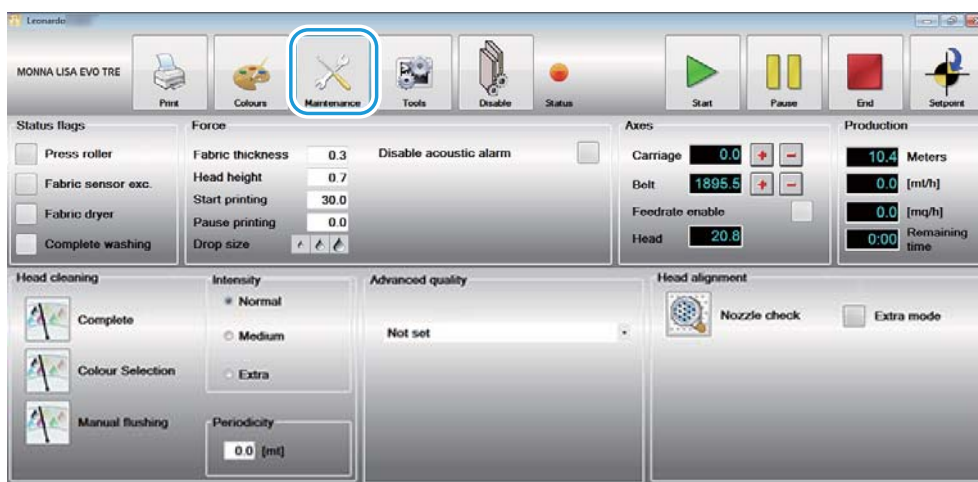 Leonardo
MONNA LISA EVO TRE
Print
Colours
Maintenance
Tools
Disable
Status
Start
Pause
End
Setpoint
Status flags
Press roller
Fabric sensor exc.
Fabric dryer
Complete washing
Force
Fabric thickness 0.3
Head height 0.7
Start printing 30.0
Pause printing 0.0
Drop size
Disable acoustic alarm
Axes
Carriage 0.0 + -
Belt 1895.5 + -
Feedrate enable
Head 20.8
Production
10.4 Meters
0.0 [mt/h]
0.0 [mq/h]
0:00 Remaining
time
Head cleaning
Complete
Colour Selection
Manual flushing
Intensity
Normal
Medium
Extra
Periodicity
0.0 [mt]
Advanced quality
Not set
Head alignment
Nozzle check
Extra mode